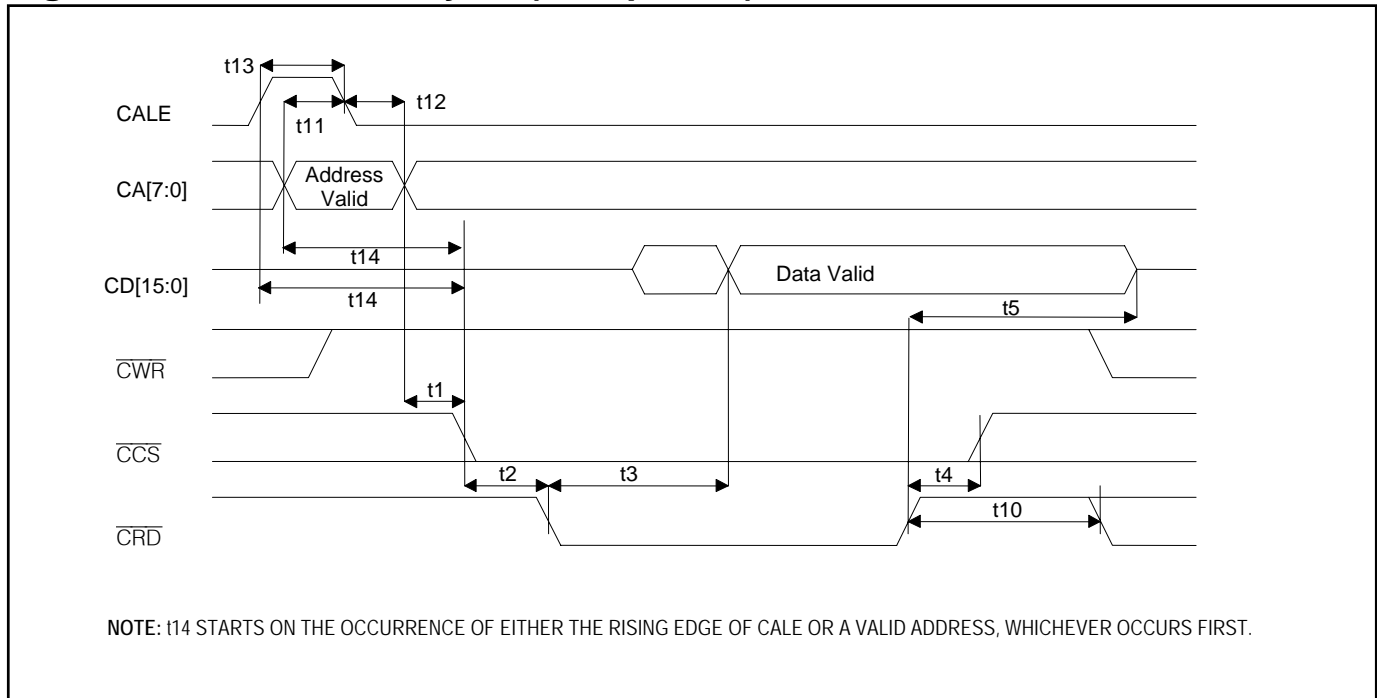 t13
t12
CALE
t11
CA[7:0]
Address
Valid
t14
CD[15:0]
Data Valid
t14
t5
CWR
t1
CCS
t2
t3
t4
t10
CRD
NOTE: t14 STARTS ON THE OCCURRENCE OF EITHER THE RISING EDGE OF CALE OR A VALID ADDRESS, WHICHEVER OCCURS FIRST.